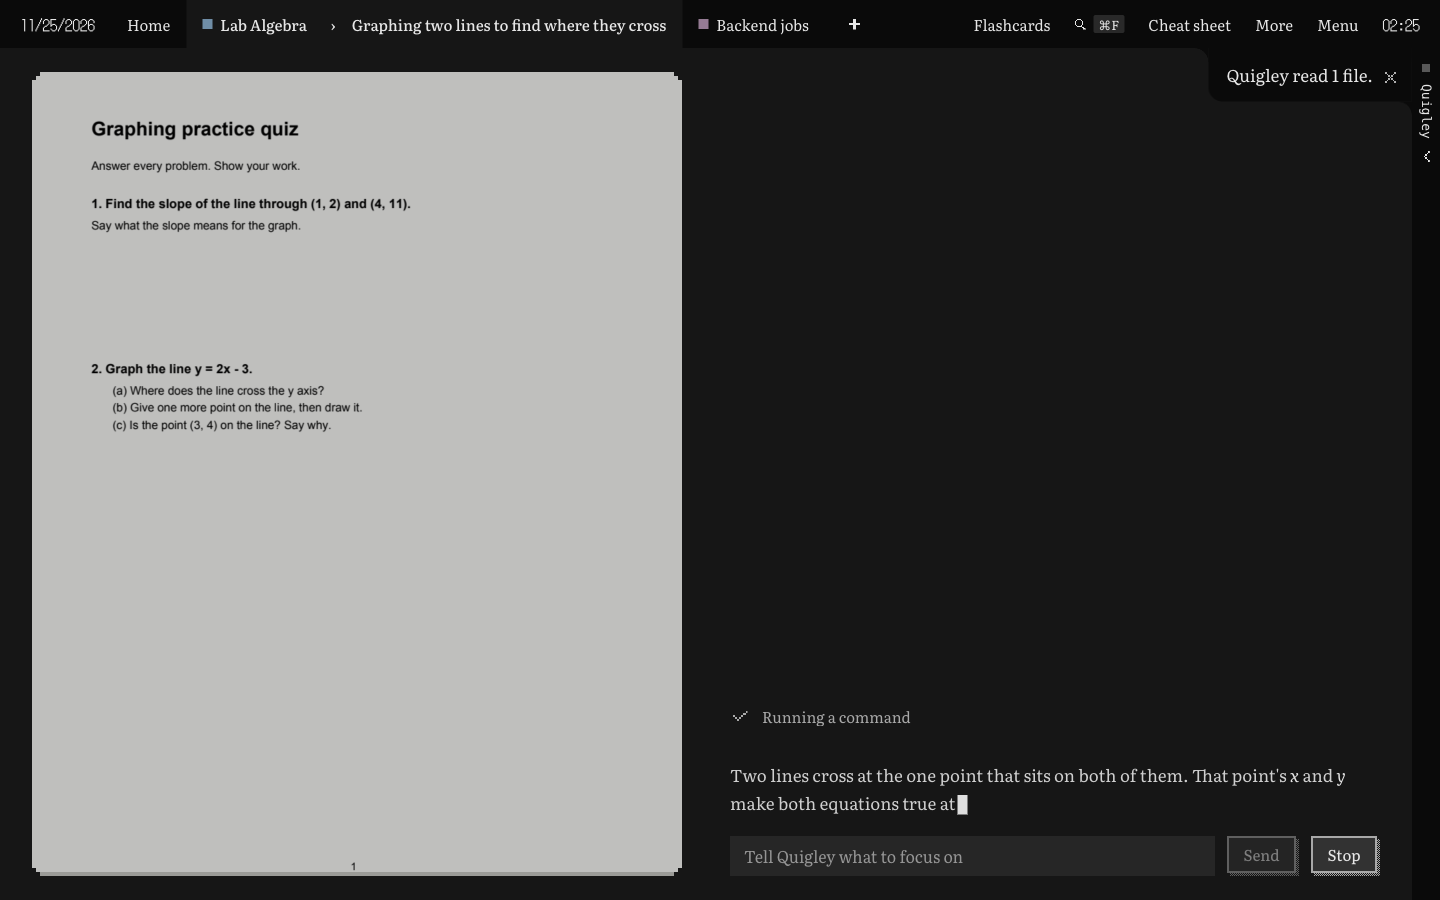 11/25/2026
Home
Lab Algebra › Graphing two lines to find where they cross
Backend jobs
+
Flashcards
⌘F
Cheat sheet
More
Menu
02:25
Quigley read 1 file.
Quigley
Graphing practice quiz
Answer every problem. Show your work.
1. Find the slope of the line through (1, 2) and (4, 11).
Say what the slope means for the graph.
2. Graph the line y = 2x - 3.
(a) Where does the line cross the y axis?
(b) Give one more point on the line, then draw it.
(c) Is the point (3, 4) on the line? Say why.
1
Running a command
Two lines cross at the one point that sits on both of them. That point's x and y
make both equations true at
Tell Quigley what to focus on
Send
Stop